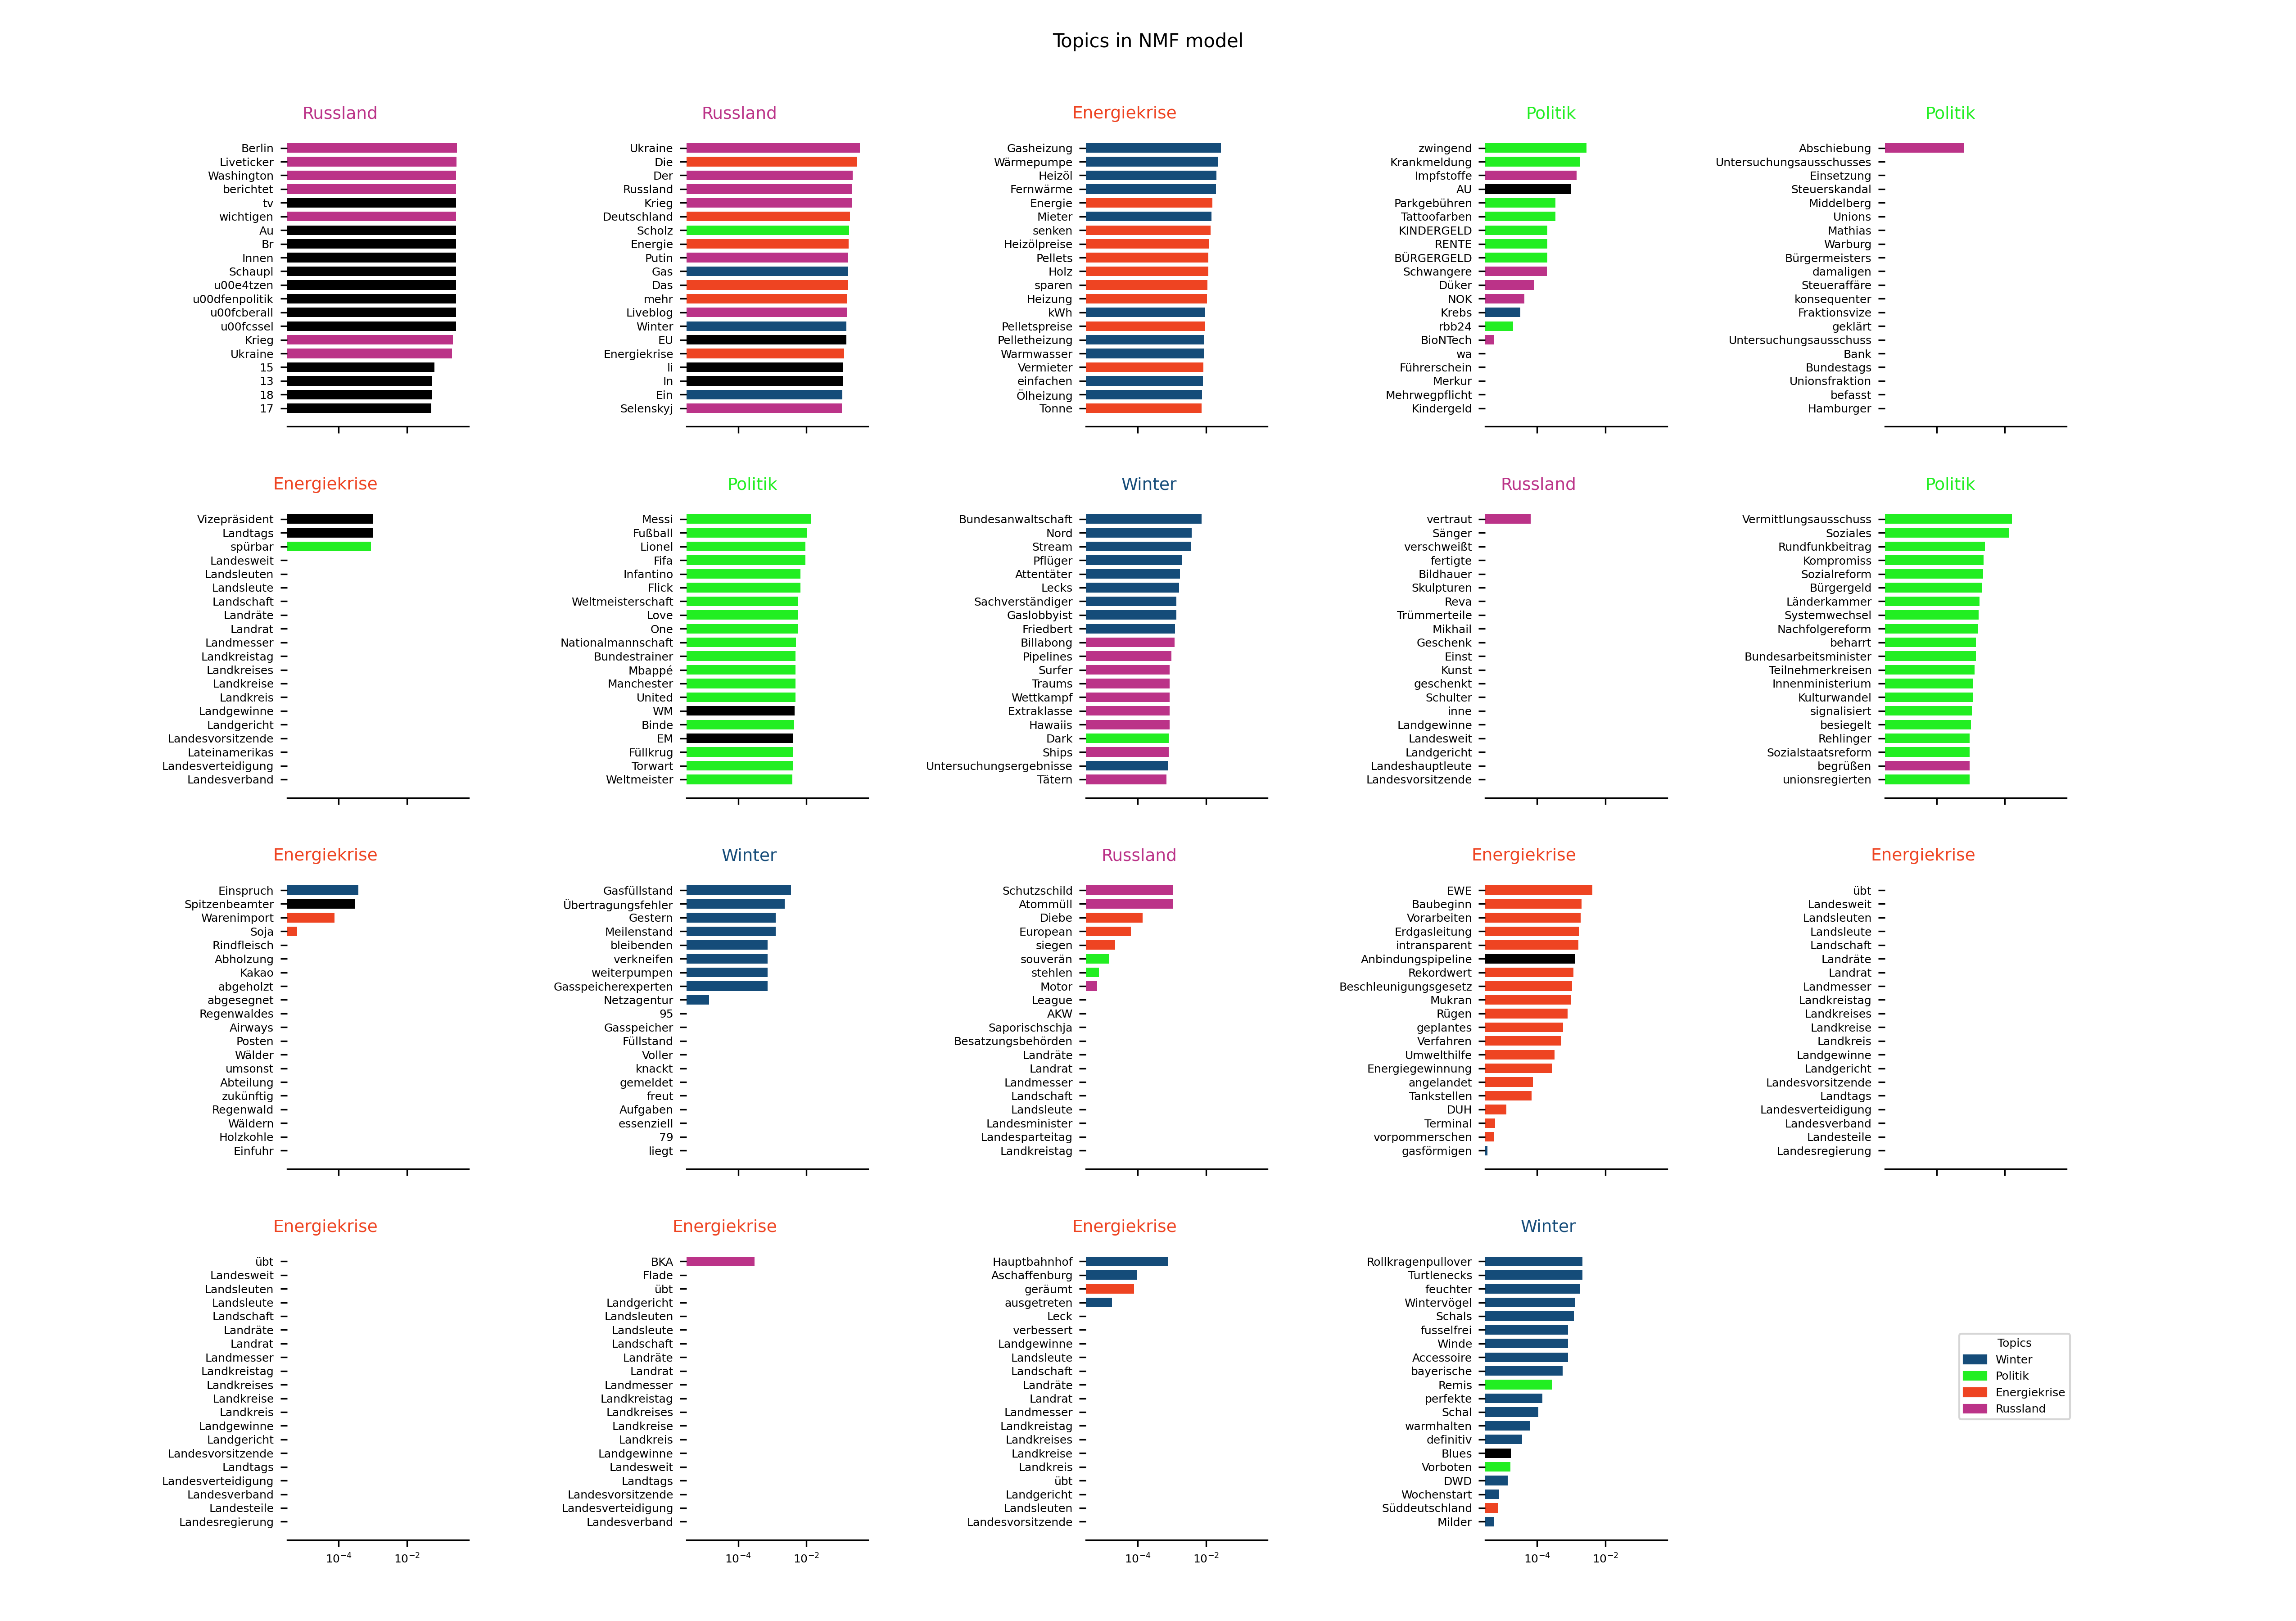 Topics in NMF model
Russland
Berlin
Liveticker
Washington
berichtet
tv
wichtigen
Au
Br
Innen
Schaupl
u00e4tzen
u00dfenpolitik
u00fcberall
u00fcssel
Krieg
Ukraine
15
13
18
17
Russland
Ukraine
Die
Der
Russland
Krieg
Deutschland
Scholz
Energie
Putin
Gas
Das
mehr
Liveblog
Winter
EU
Energiekrise
li
In
Ein
Selenskyj
Energiekrise
Gasheizung
Wärmepumpe
Heizöl
Fernwärme
Energie
Mieter
senken
Heizölpreise
Pellets
Holz
sparen
Heizung
kWh
Pelletspreise
Pelletheizung
Warmwasser
Vermieter
einfachen
Ölheizung
Tonne
Politik
zwingend
Krankmeldung
Impfstoffe
AU
Parkgebühren
Tattoofarben
KINDERGELD
RENTE
BÜRGERGELD
Schwangere
Düker
NOK
Krebs
rbb24
BioNTech
wa
Führerschein
Merkur
Mehrwegpflicht
Kindergeld
Politik
Abschiebung
Untersuchungsausschusses
Einsetzung
Steuerskandal
Middelberg
Unions
Mathias
Warburg
Bürgermeisters
damaligen
Steueraffäre
konsequenter
Fraktionsvize
geklärt
Untersuchungsausschuss
Bank
Bundestags
Unionsfraktion
befasst
Hamburger
Energiekrise
Vizepräsident
Landtags
spürbar
Landesweit
Landsleuten
Landsleute
Landschaft
Landräte
Landrat
Landmesser
Landkreistag
Landkreises
Landkreise
Landkreis
Landgewinne
Landgericht
Landesvorsitzende
Lateinamerikas
Landesverteidigung
Landesverband
Politik
Messi
Fußball
Lionel
Fifa
Infantino
Flick
Weltmeisterschaft
Love
One
Nationalmannschaft
Bundestrainer
Mbappé
Manchester
United
WM
Binde
EM
Füllkrug
Torwart
Weltmeister
Winter
Bundesanwaltschaft
Nord
Stream
Pflüger
Attentäter
Lecks
Sachverständiger
Gaslobbyist
Friedbert
Billabong
Pipelines
Surfer
Traums
Wettkampf
Extraklasse
Hawaiis
Dark
Ships
Untersuchungsergebnisse
Tätern
Russland
vertraut
Sänger
verschweißt
fertigte
Bildhauer
Skulpturen
Reva
Trümmerteile
Mikhail
Geschenk
Einst
Kunst
geschenkt
Schulter
inne
Landgewinne
Landesweit
Landgericht
Landeshauptleute
Landesvorsitzende
Politik
Vermittlungsausschuss
Soziales
Rundfunkbeitrag
Kompromiss
Sozialreform
Bürgergeld
Länderkammer
Systemwechsel
Nachfolgereform
beharrt
Bundesarbeitsminister
Teilnehmerkreisen
Innenministerium
Kulturwandel
signalisiert
besiegelt
Rehlinger
Sozialstaatsreform
begrüßen
unionsregierten
Energiekrise
Einspruch
Spitzenbeamter
Warenimport
Soja
Rindfleisch
Abholzung
Kakao
abgeholzt
abgesegnet
Regenwaldes
Airways
Posten
Wälder
umsonst
Abteilung
zukünftig
Regenwald
Wäldern
Holzkohle
Einfuhr
Winter
Gasfüllstand
Übertragungsfehler
Gestern
Meilenstand
bleibenden
verkneifen
weiterpumpen
Gasspeicherexperten
Netzagentur
95
Gasspeicher
Füllstand
Voller
knackt
gemeldet
freut
Aufgaben
essenziell
79
liegt
Russland
Schutzschild
Atommüll
Diebe
European
siegen
souverän
stehlen
Motor
League
AKW
Saporischschja
Besatzungsbehörden
Landräte
Landrat
Landmesser
Landschaft
Landsleute
Landesminister
Landesparteitag
Landkreistag
Energiekrise
EWE
Baubeginn
Vorarbeiten
Erdgasleitung
intransparent
Anbindungspipeline
Rekordwert
Beschleunigungsgesetz
Mukran
Rügen
geplantes
Verfahren
Umwelthilfe
Energiegewinnung
angelandet
Tankstellen
DUH
Terminal
vorpommerschen
gasförmigen
Energiekrise
übt
Landesweit
Landsleuten
Landsleute
Landschaft
Landräte
Landrat
Landmesser
Landkreistag
Landkreises
Landkreise
Landkreis
Landgewinne
Landgericht
Landesvorsitzende
Landtags
Landesverteidigung
Landesverband
Landesteile
Landesregierung
Energiekrise
übt
Landesweit
Landsleuten
Landsleute
Landschaft
Landräte
Landrat
Landmesser
Landkreistag
Landkreises
Landkreise
Landkreis
Landgewinne
Landgericht
Landesvorsitzende
Landtags
Landesverteidigung
Landesverband
Landesteile
Landesregierung
10⁻⁴ 10⁻²
Energiekrise
BKA
Flade
übt
Landgericht
Landsleuten
Landsleute
Landschaft
Landräte
Landrat
Landmesser
Landkreistag
Landkreises
Landkreise
Landkreis
Landgewinne
Landesweit
Landtags
Landesvorsitzende
Landesverteidigung
Landesverband
10⁻⁴ 10⁻²
Energiekrise
Hauptbahnhof
Aschaffenburg
geräumt
ausgetreten
Leck
verbessert
Landgewinne
Landsleute
Landschaft
Landräte
Landrat
Landmesser
Landkreistag
Landkreises
Landkreise
Landkreis
übt
Landgericht
Landsleuten
Landesvorsitzende
10⁻⁴ 10⁻²
Winter
Rollkragenpullover
Turtlenecks
feuchter
Wintervögel
Schals
fusselfrei
Winde
Accessoire
bayerische
Remis
perfekte
Schal
warmhalten
definitiv
Blues
Vorboten
DWD
Wochenstart
Süddeutschland
Milder
10⁻⁴ 10⁻²
Topics
Winter
Politik
Energiekrise
Russland